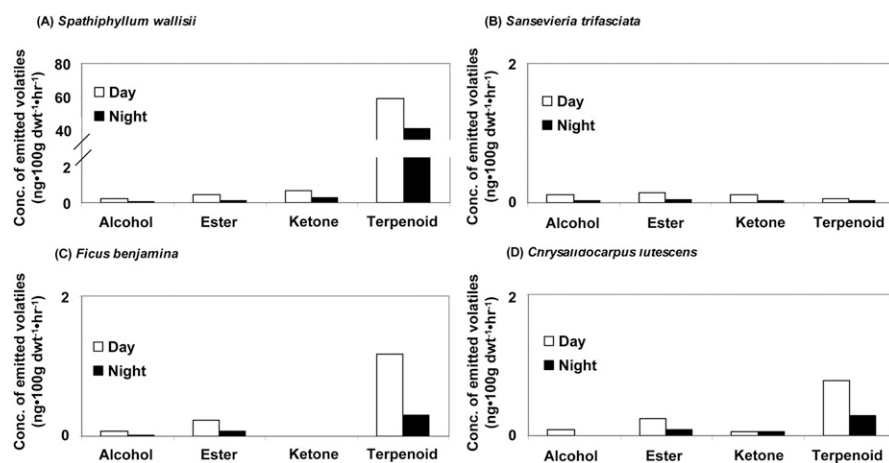 (A) Spathiphyllum wallisii
Conc. of emitted volatiles
(ng•100g dwt⁻¹•hr⁻¹)
80
60
40
2
0
Day
Night
Alcohol Ester Ketone Terpenoid
(B) Sansevieria trifasciata
Conc. of emitted volatiles
(ng•100g dwt⁻¹•hr⁻¹)
2
0
Day
Night
Alcohol Ester Ketone Terpenoid
(C) Ficus benjamina
Conc. of emitted volatiles
(ng•100g dwt⁻¹•hr⁻¹)
2
0
Day
Night
Alcohol Ester Ketone Terpenoid
(D) Chrysalidocarpus lutescens
Conc. of emitted volatiles
(ng•100g dwt⁻¹•hr⁻¹)
2
0
Day
Night
Alcohol Ester Ketone Terpenoid